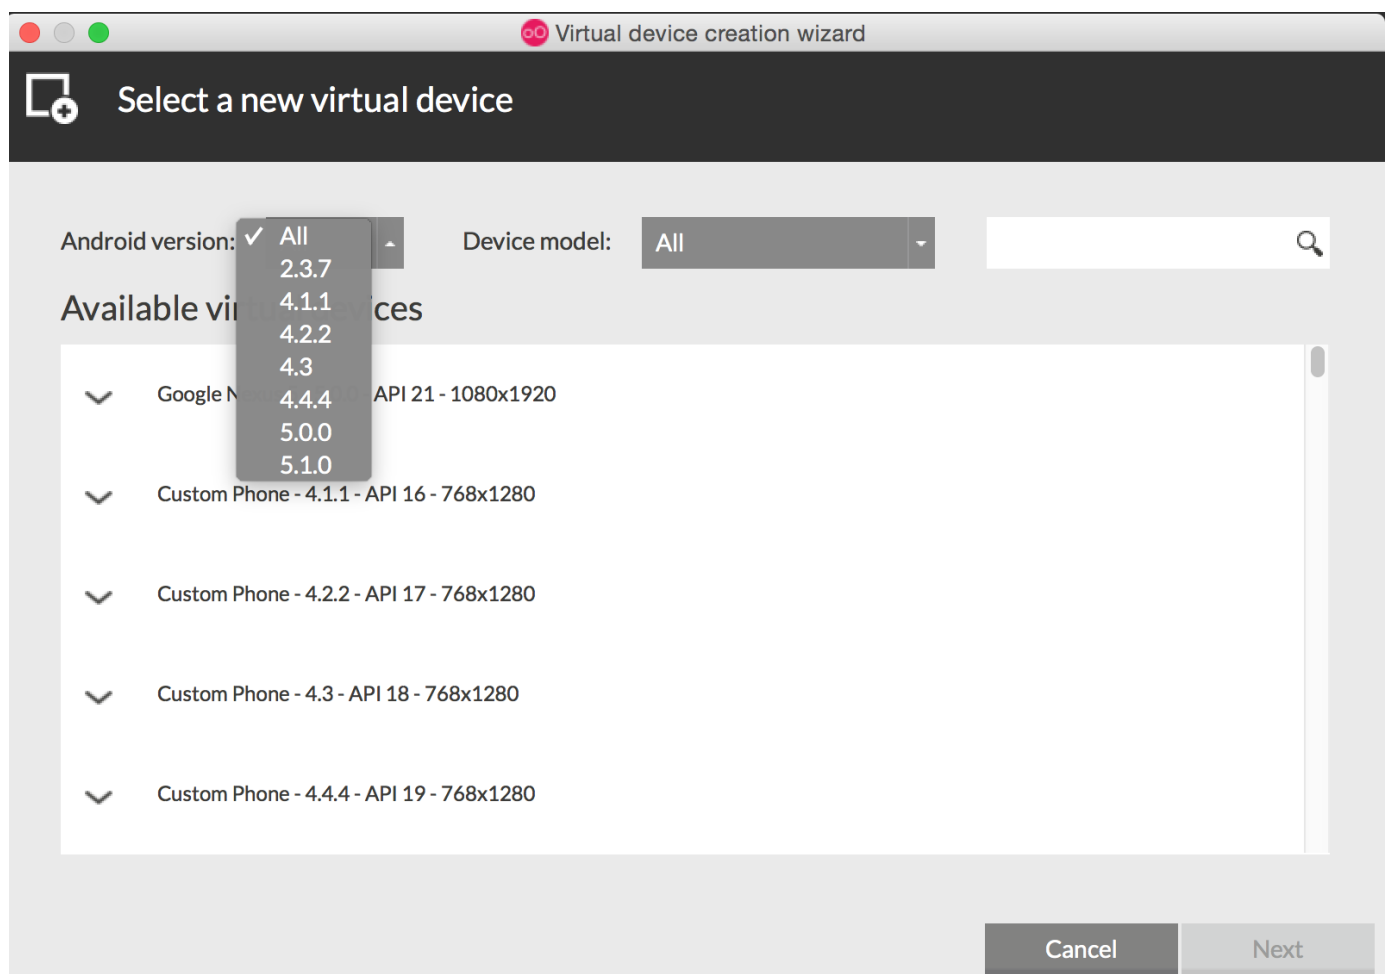 Virtual device creation wizard
Select a new virtual device
Android version:
All
2.3.7
4.1.1
4.2.2
4.3
4.4.4
5.0.0
5.1.0
Device model: All
Available virtual devices
Google API 21 - 1080x1920
Custom Phone - 4.1.1 - API 16 - 768x1280
Custom Phone - 4.2.2 - API 17 - 768x1280
Custom Phone - 4.3 - API 18 - 768x1280
Custom Phone - 4.4.4 - API 19 - 768x1280
Cancel Next